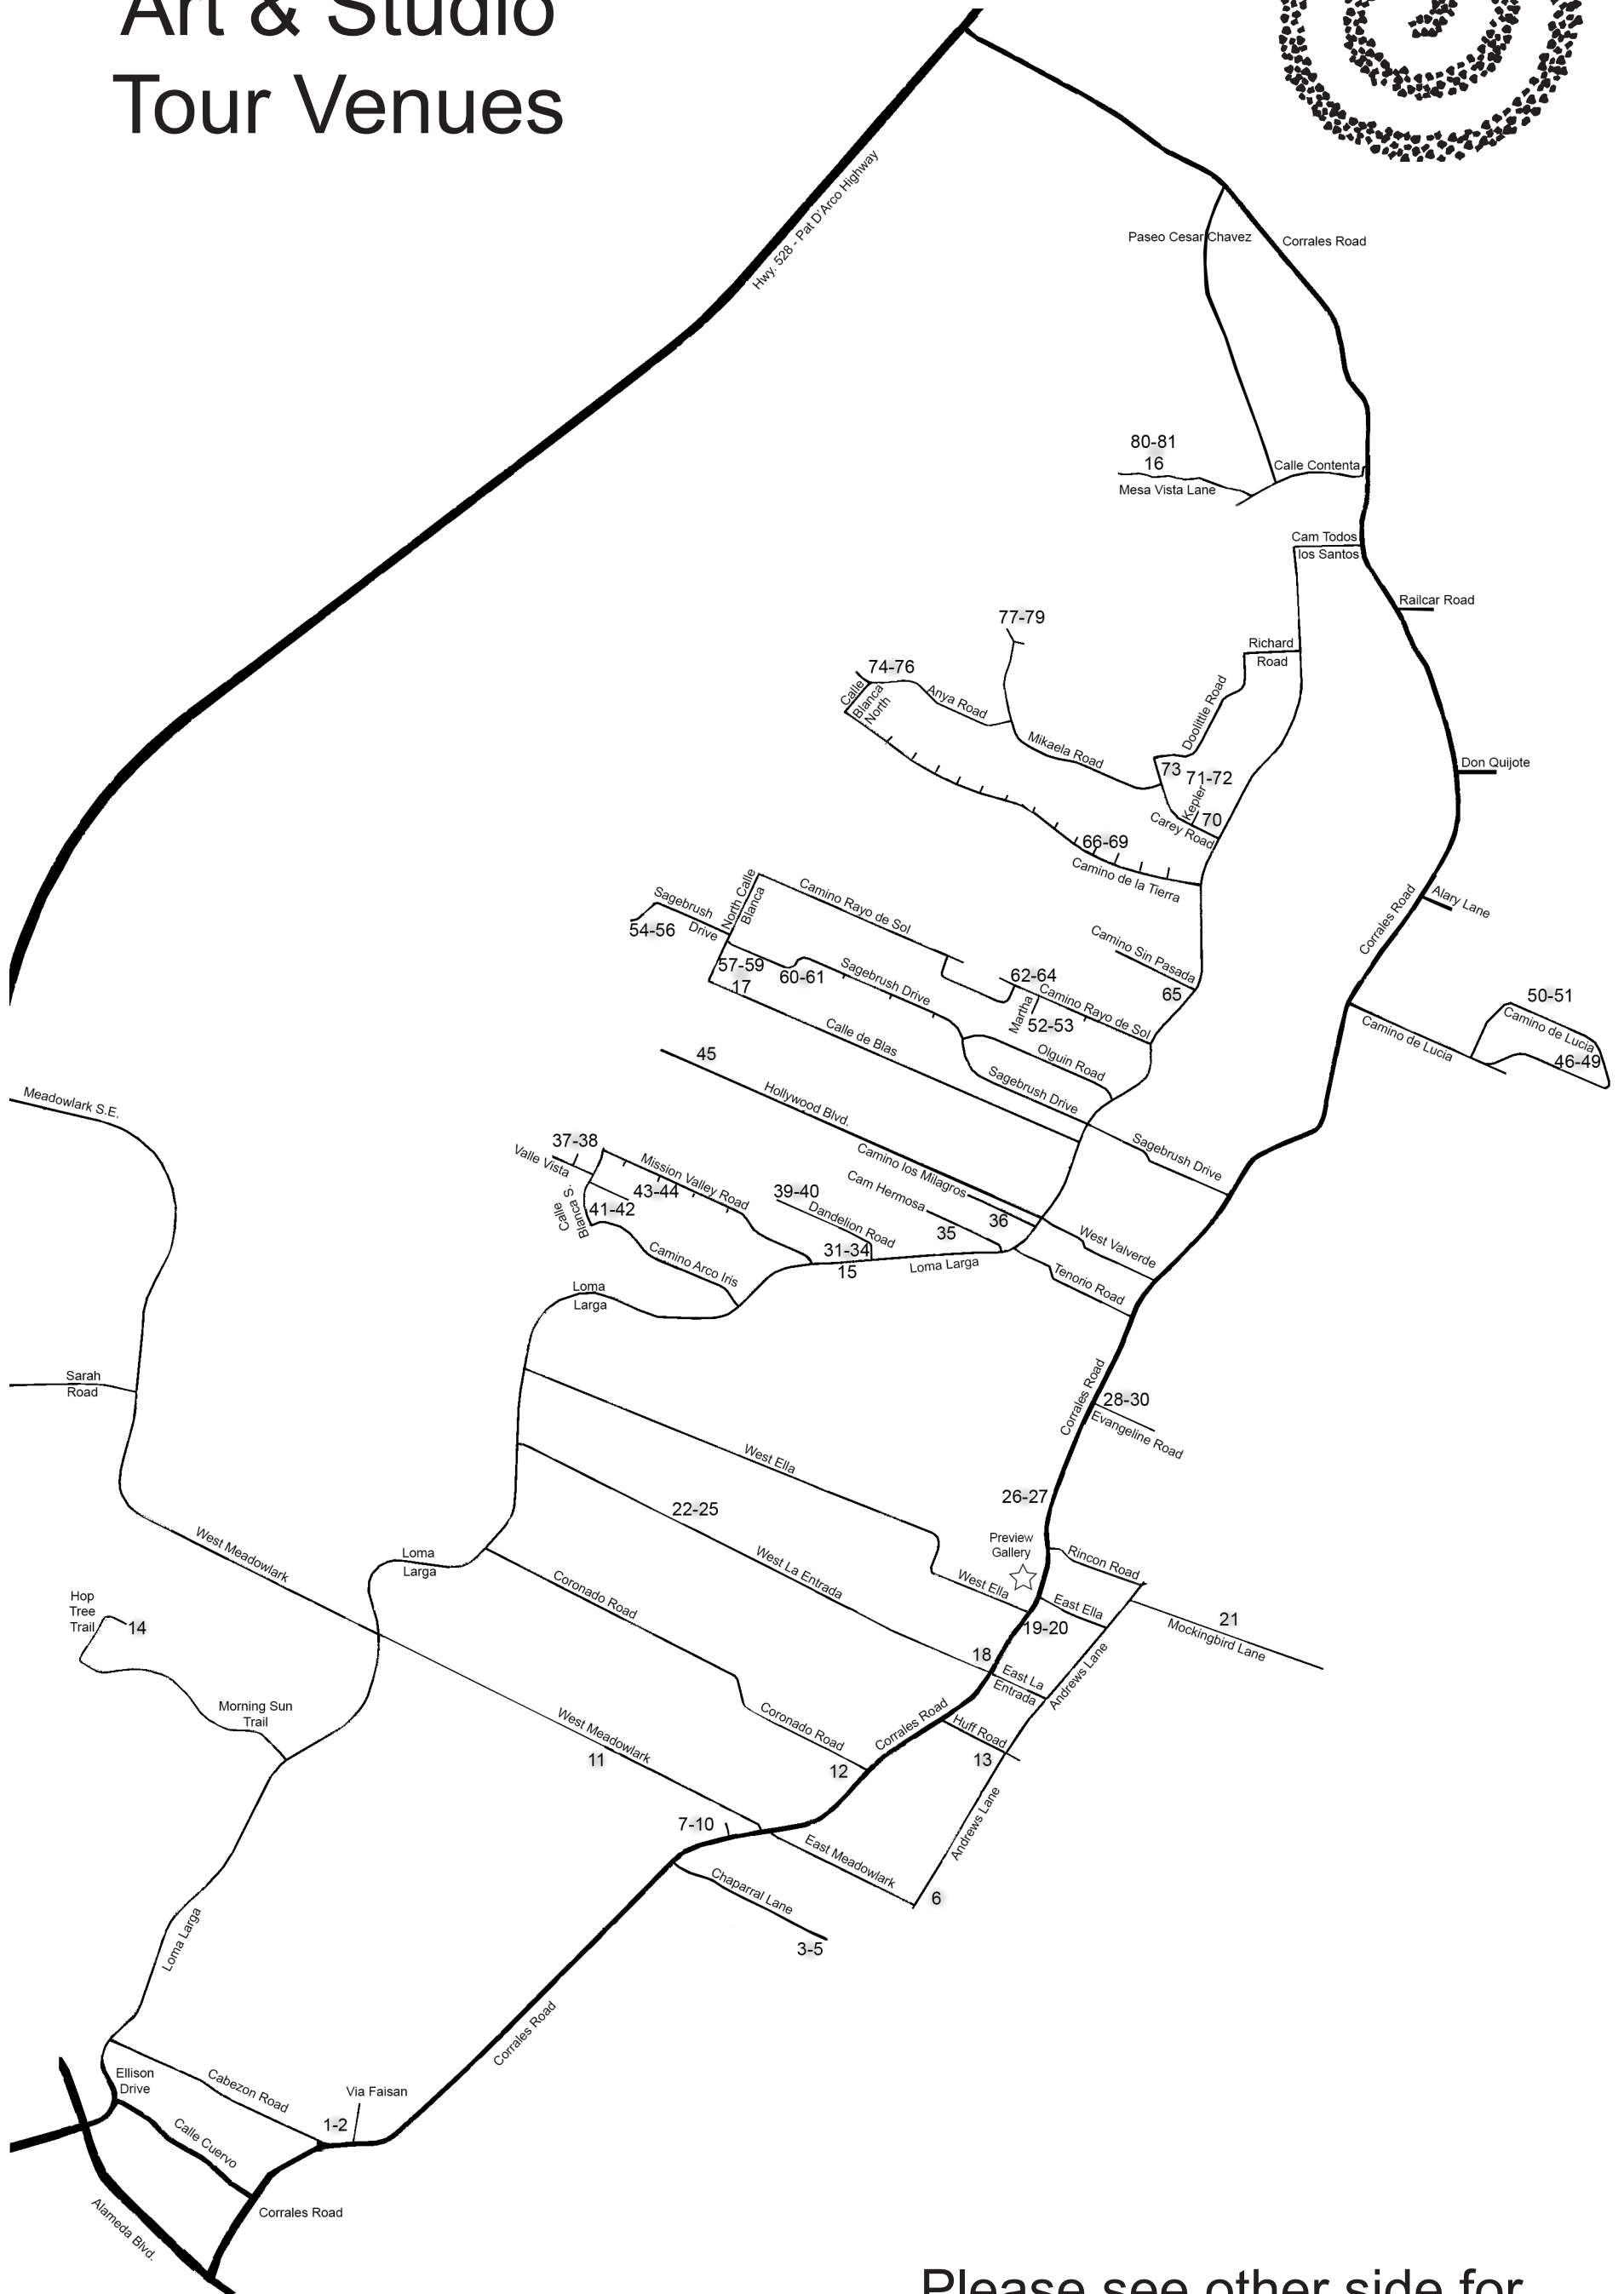 Art & Studio
Tour Venues
Hwy. 528 - Pat D'Arco Highway
Paseo Cesar Chavez
Corrales Road
80-81
16
Mesa Vista Lane
Calle Contenta
Cam Todos
los Santos
Railcar Road
77-79
Richard
Road
74-76
Calle
Blanca
North
Anya Road
Doolittle Road
Mikaela Road
Don Quijote
73
71-72
Kepler
70
Carey Road
66-69
Camino de la Tierra
Alary Lane
Corrales Road
North Calle
Blanca
Camino Rayo de Sol
Sagebrush
Drive
54-56
Camino Sin Pasada
57-59
17
60-61
Sagebrush Drive
62-64
Camino Rayo de Sol
65
Martha
52-53
50-51
Camino de Lucia
Camino de Lucia
46-49
Calle de Blas
Olguin Road
45
Sagebrush Drive
Meadowlark S.E.
Hollywood Blvd.
Sagebrush Drive
37-38
Valle Vista
Mission Valley Road
Camino los Milagros
Cam Hermosa
43-44
39-40
41-42
Calle
Blanca S.
Dandelion Road
35
36
West Valverde
Camino Arco Iris
31-34
15
Loma Larga
Tenorio Road
Loma
Larga
Sarah
Road
Corrales Road
28-30
Evangeline Road
West Ella
26-27
22-25
Preview
Gallery
Rincon Road
West Meadowlark
Loma
Larga
West La Entrada
West Ella
East Ella
Coronado Road
Hop
Tree
Trail
14
19-20
21
Mockingbird Lane
18
East La
Entrada
Andrews Lane
Morning Sun
Trail
West Meadowlark
11
Coronado Road
Corrales Road
Huff Road
12
13
7-10
Andrews Lane
East Meadowlark
Chaparral Lane
6
3-5
Loma Larga
Corrales Road
Ellison
Drive
Cabezon Road
Via Faisan
1-2
Calle Cuervo
Corrales Road
Alameda Blvd.
Please see other side for